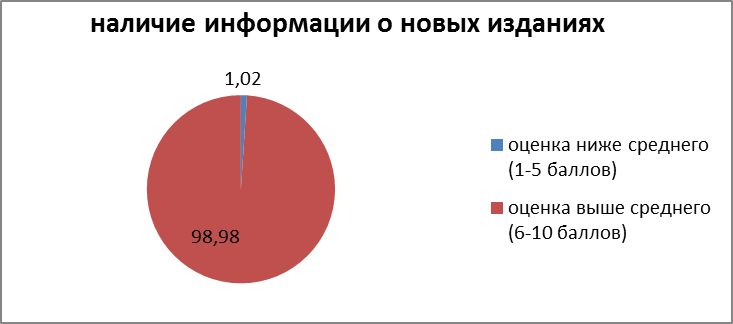 наличие информации о новых изданиях
1,02
98,98
оценка ниже среднего
(1-5 баллов)
оценка выше среднего
(6-10 баллов)